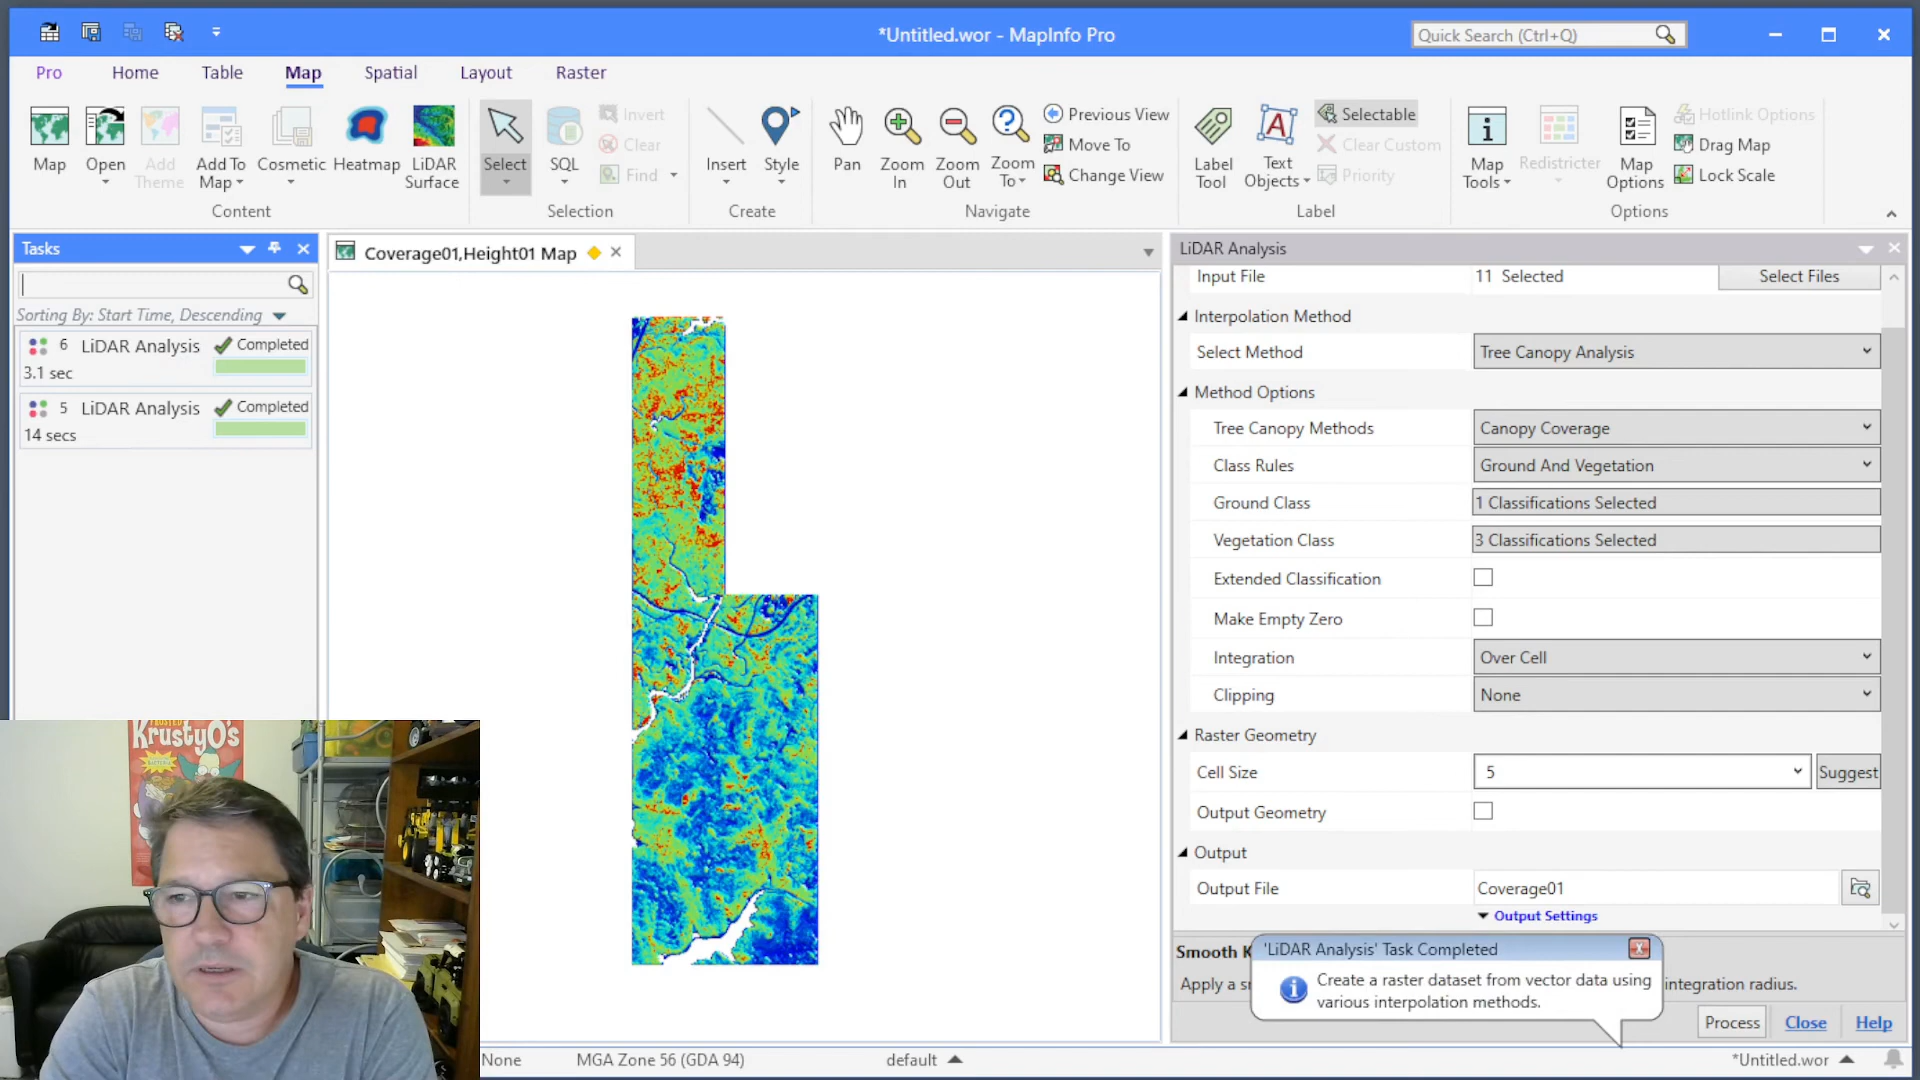 *Untitled.wor - MapInfo Pro
Quick Search (Ctrl+Q)
Pro Home Table Map Spatial Layout Raster
Map
Open
Add Theme
Add To Map
Cosmetic
Heatmap
LiDAR Surface
Content
Select
SQL
Invert
Clear
Find
Selection
Insert
Style
Create
Pan
Zoom In
Zoom Out
Zoom To
Previous View
Move To
Change View
Navigate
Label Tool
Text Objects
Selectable
Clear Custom
Priority
Label
Map Tools
Redistricter
Map Options
Hotlink Options
Drag Map
Lock Scale
Options
Tasks
Sorting By: Start Time, Descending
6 LiDAR Analysis Completed
3.1 sec
5 LiDAR Analysis Completed
14 secs
Coverage01,Height01 Map
LiDAR Analysis
Input File 11 Selected Select Files
Interpolation Method
Select Method Tree Canopy Analysis
Method Options
Tree Canopy Methods Canopy Coverage
Class Rules Ground And Vegetation
Ground Class 1 Classifications Selected
Vegetation Class 3 Classifications Selected
Extended Classification
Make Empty Zero
Integration Over Cell
Clipping None
Raster Geometry
Cell Size 5 Suggest
Output Geometry
Output
Output File Coverage01
Output Settings
Smooth
Apply a
integration radius.
'LiDAR Analysis' Task Completed
Create a raster dataset from vector data using
various interpolation methods.
Process Close Help
KrustyO's
None MGA Zone 56 (GDA 94) default *Untitled.wor